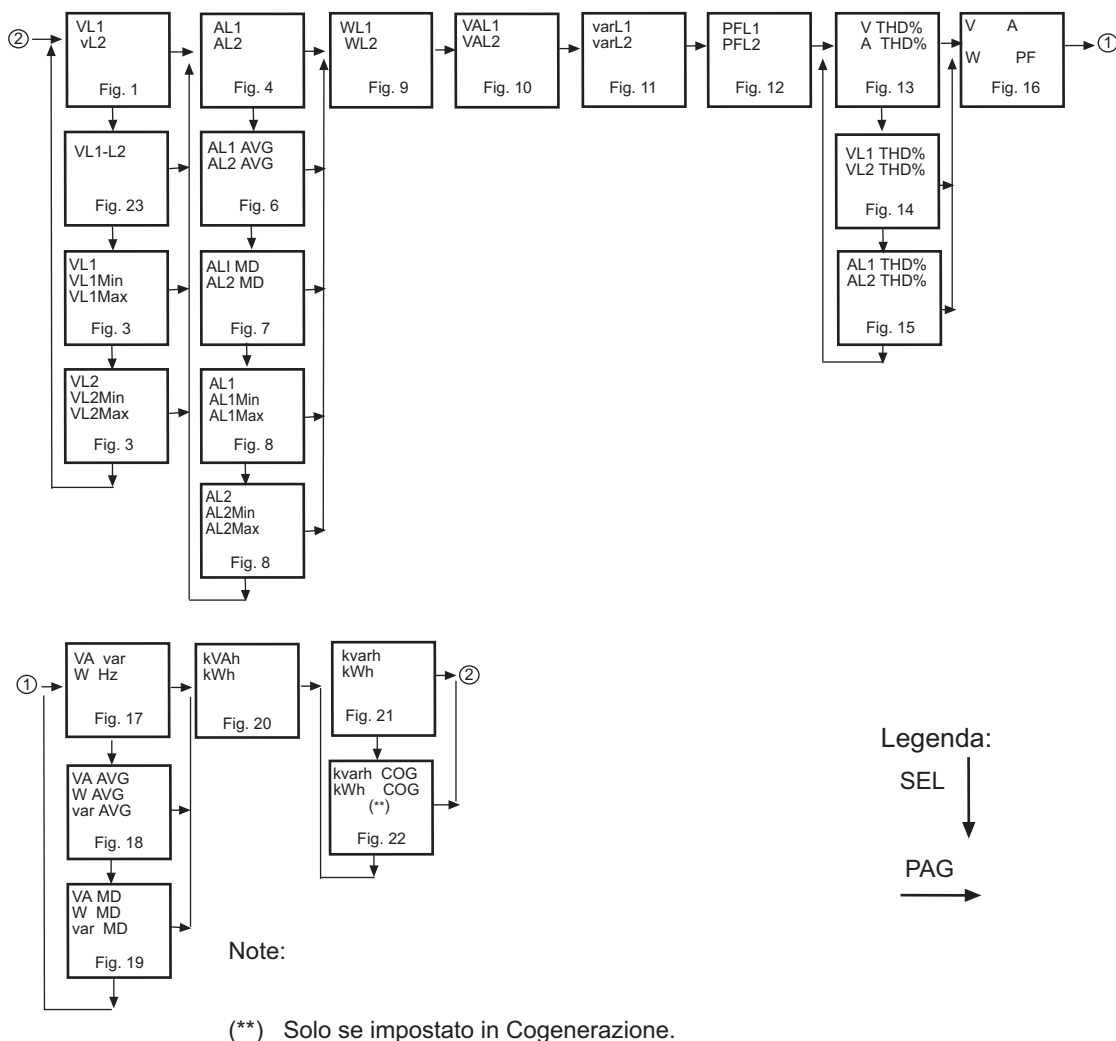 ②
VL1
vL2
Fig. 1
VL1-L2
Fig. 23
VL1
VL1Min
VL1Max
Fig. 3
VL2
VL2Min
VL2Max
Fig. 3
AL1
AL2
Fig. 4
AL1 AVG
AL2 AVG
Fig. 6
ALI MD
AL2 MD
Fig. 7
AL1
AL1Min
AL1Max
Fig. 8
AL2
AL2Min
AL2Max
Fig. 8
WL1
WL2
Fig. 9
VAL1
VAL2
Fig. 10
varL1
varL2
Fig. 11
PFL1
PFL2
Fig. 12
V THD%
A THD%
Fig. 13
VL1 THD%
VL2 THD%
Fig. 14
AL1 THD%
AL2 THD%
Fig. 15
V A
W PF
Fig. 16
①
①
VA var
W Hz
Fig. 17
VA AVG
W AVG
var AVG
Fig. 18
VA MD
W MD
var MD
Fig. 19
kVAh
kWh
Fig. 20
kvarh
kWh
Fig. 21
kvarh COG
kWh COG
(**)
Fig. 22
②
Legenda:
SEL
PAG
Note:
(**) Solo se impostato in Cogenerazione.